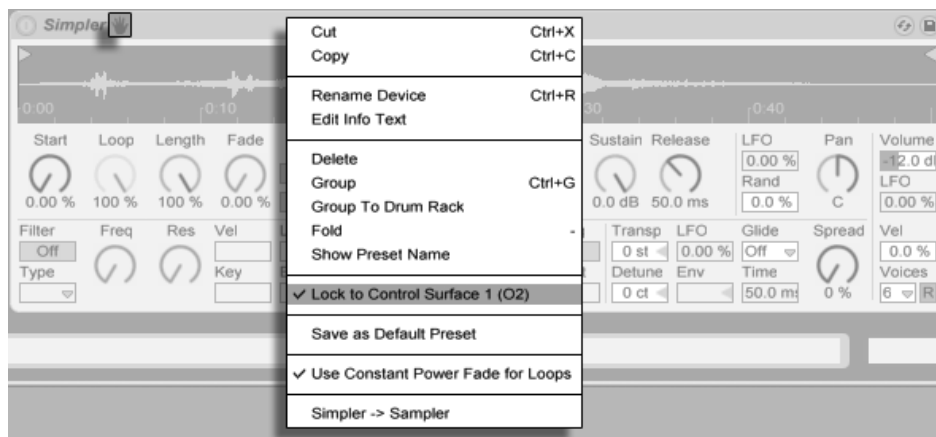 Simpler
Cut Ctrl+X
Copy Ctrl+C
Rename Device Ctrl+R
Edit Info Text
Delete
Group Ctrl+G
Group To Drum Rack
Fold -
Show Preset Name
✓ Lock to Control Surface 1 (O2)
Save as Default Preset
✓ Use Constant Power Fade for Loops
Simpler -> Sampler
0:00 0:10 30 0:40
Start Loop Length Fade
0.00 % 100 % 100 % 0.00 %
Filter Freq Res Vel
Off
Type Key
Sustain Release LFO Pan Volume
0.00 % -12.0 d
Rand LFO
0.0 dB 50.0 ms 0.0 % C 0.00 %
Transp LFO Glide Spread Vel
0 st 0.00 % Off 0.0 %
Detune Env Time Voices
0 ct 50.0 m 0 % 6 R